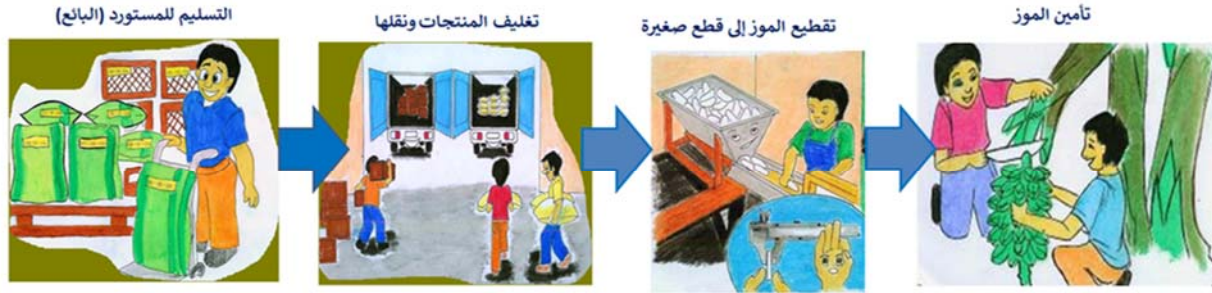 تأمين الموز
تقطيع الموز إلى قطع صغيرة
تغليف المنتجات ونقلها
التسليم للمستورد (البائع)